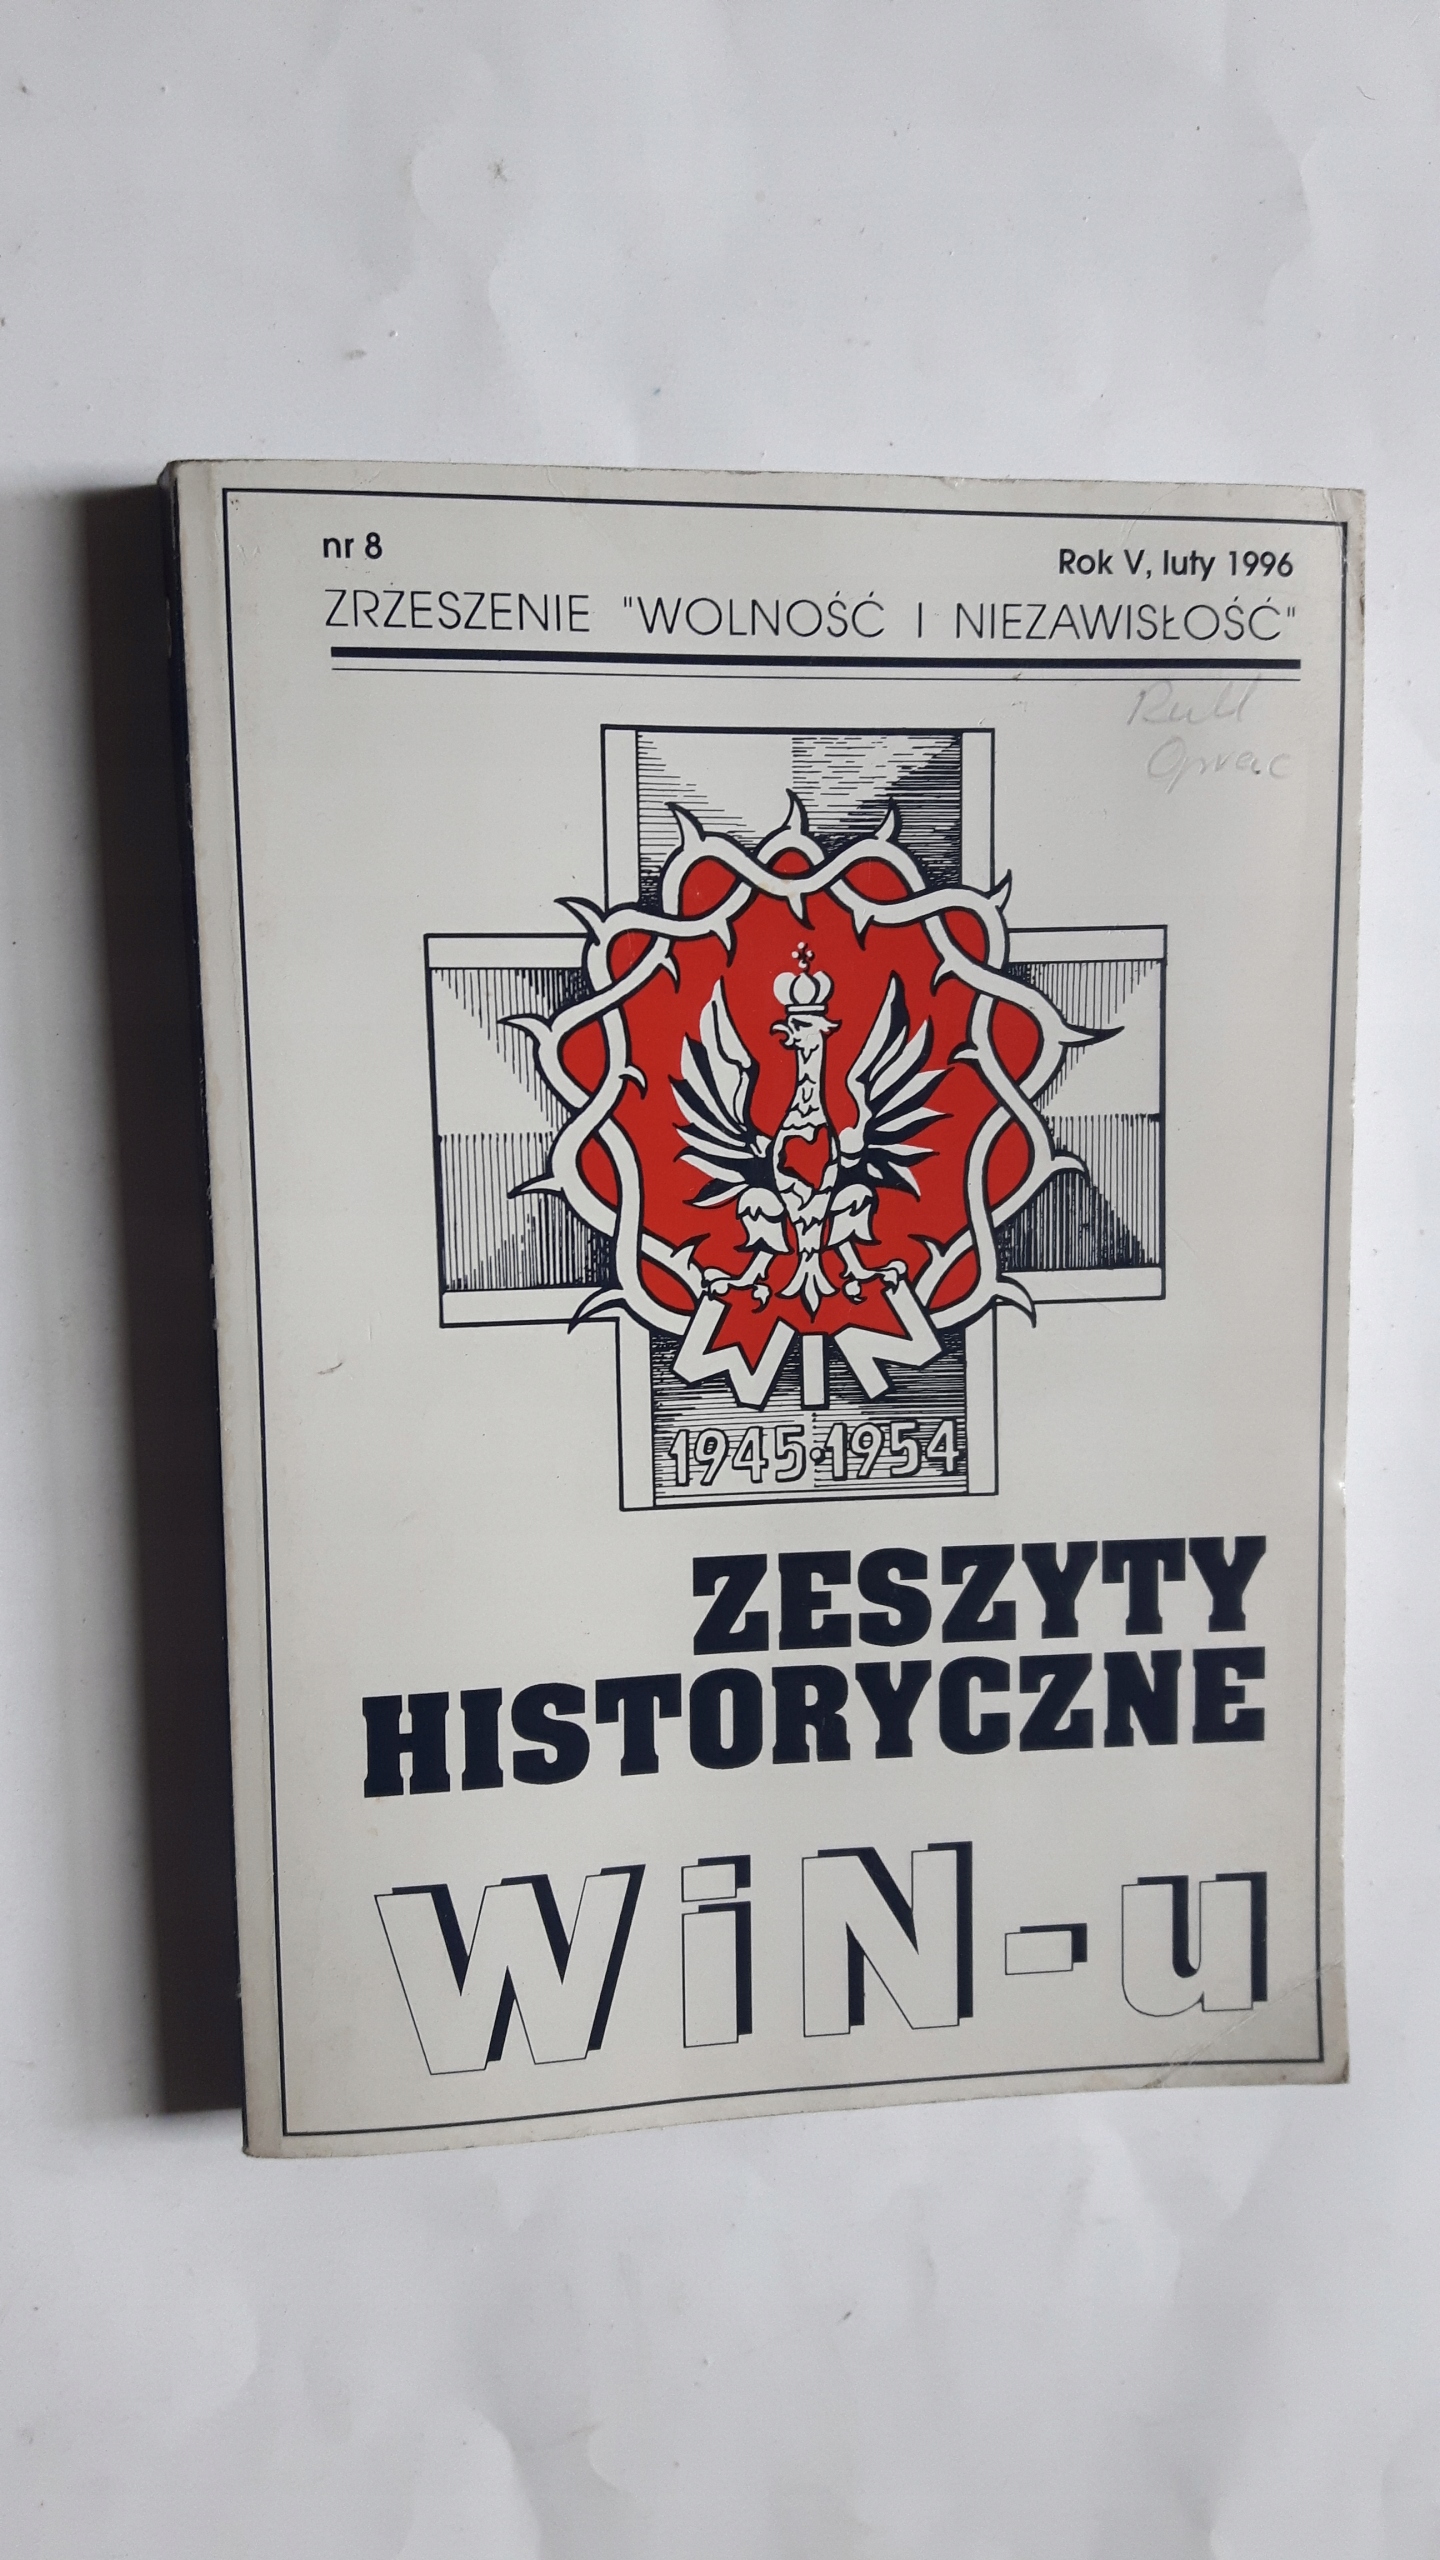 nr 8
Rok V, luty 1996
ZRZESZENIE "WOLNOŚĆ I NIEZAWISŁOŚĆ"
WIN
1945·1954
ZESZYTY
HISTORYCZNE
WiN-u